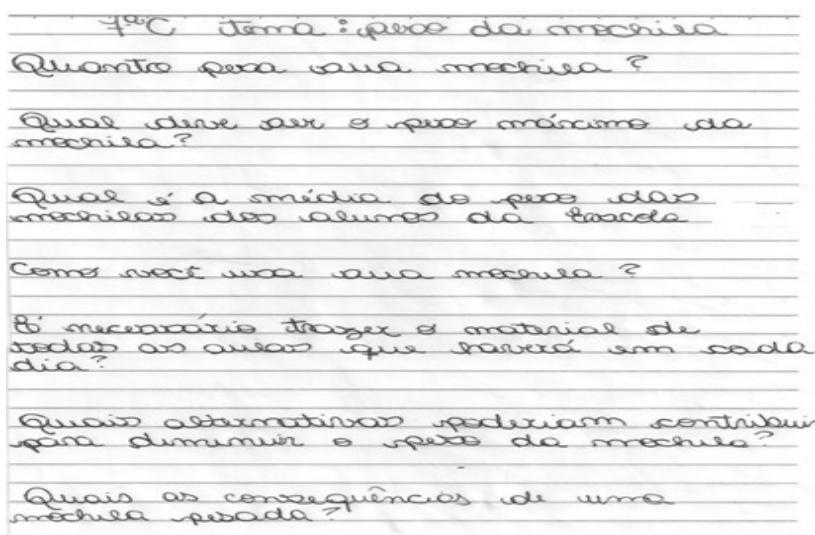 7ªC tema: peso da mochila
Quanto pesa sua mochila?
Qual deve ser o peso máximo da
mochila?
Qual é a média do peso das
mochilas dos alunos da Escola
Como você usa sua mochila?
É necessário trazer o material de
todas as aulas que haverá em cada
dia?
Quais alternativas poderiam contribuir
para diminuir o peso da mochila?
Quais as consequências de uma
mochila pesada?